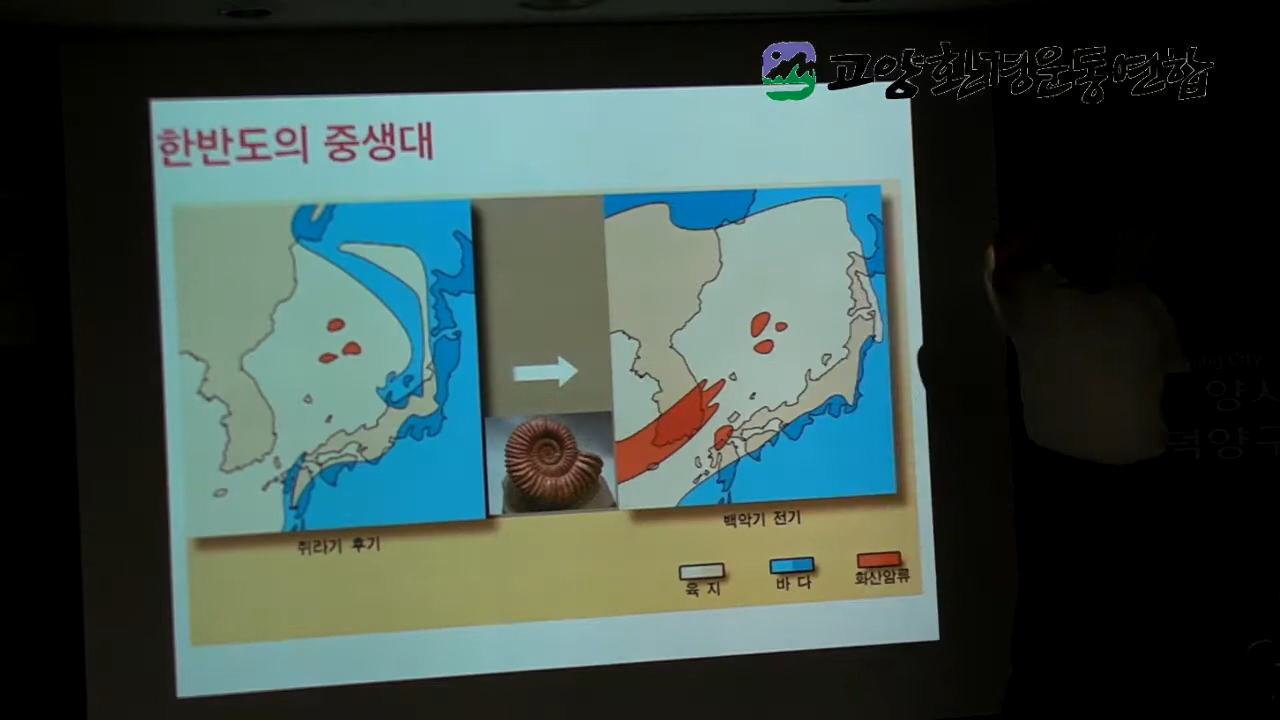 고양환경운동연합
한반도의 중생대
쥐라기 후기
백악기 전기
육 지
바 다
화산암류